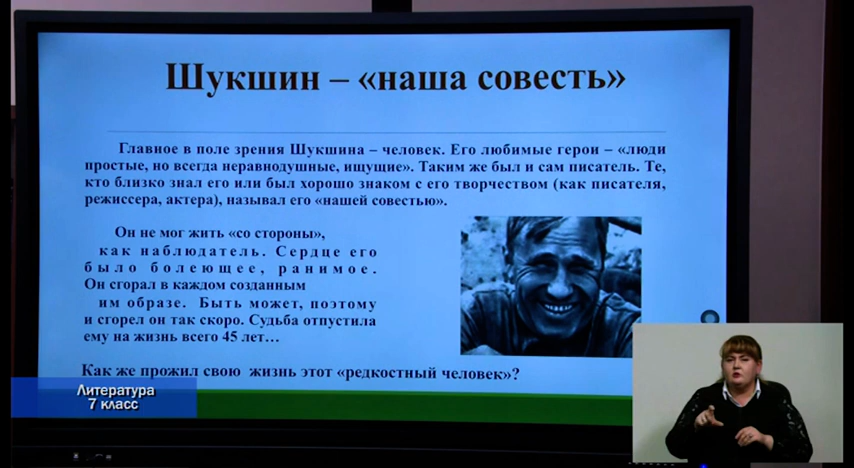 Шукшин – «наша совесть»
Главное в поле зрения Шукшина – человек. Его любимые герои – «люди
простые, но всегда неравнодушные, ищущие». Таким же был и сам писатель. Те,
кто близко знал его или был хорошо знаком с его творчеством (как писателя,
режиссера, актера), называл его «нашей совестью».
Он не мог жить «со стороны»,
как наблюдатель. Сердце его
было болеющее, ранимое.
Он сгорал в каждом созданным
им образе. Быть может, поэтому
и сгорел он так скоро. Судьба отпустила
ему на жизнь всего 45 лет…
Как же прожил свою жизнь этот «редкостный человек»?
Литература
7 класс